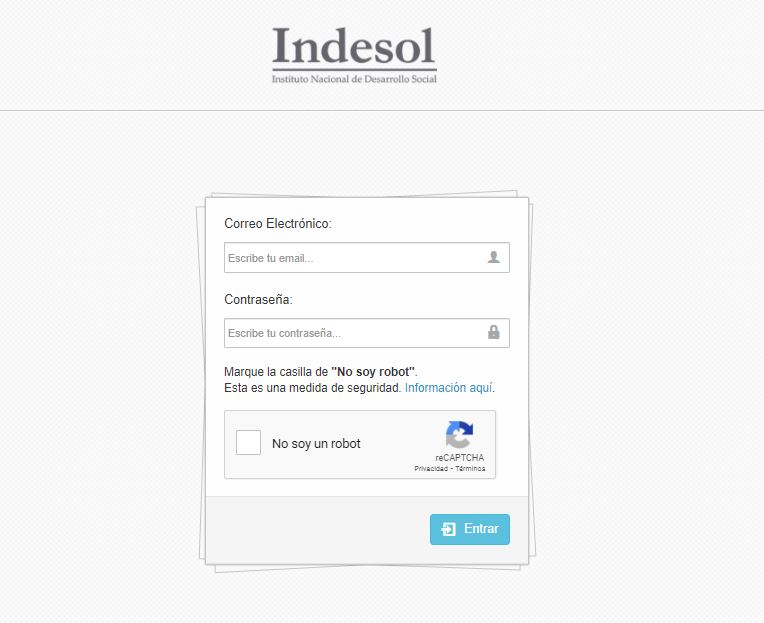 Indesol
Instituto Nacional de Desarrollo Social
Correo Electrónico:
Escribe tu email...
Contraseña:
Escribe tu contraseña...
Marque la casilla de "No soy robot".
Esta es una medida de seguridad. Información aquí.
No soy un robot
reCAPTCHA
Privacidad - Términos
Entrar